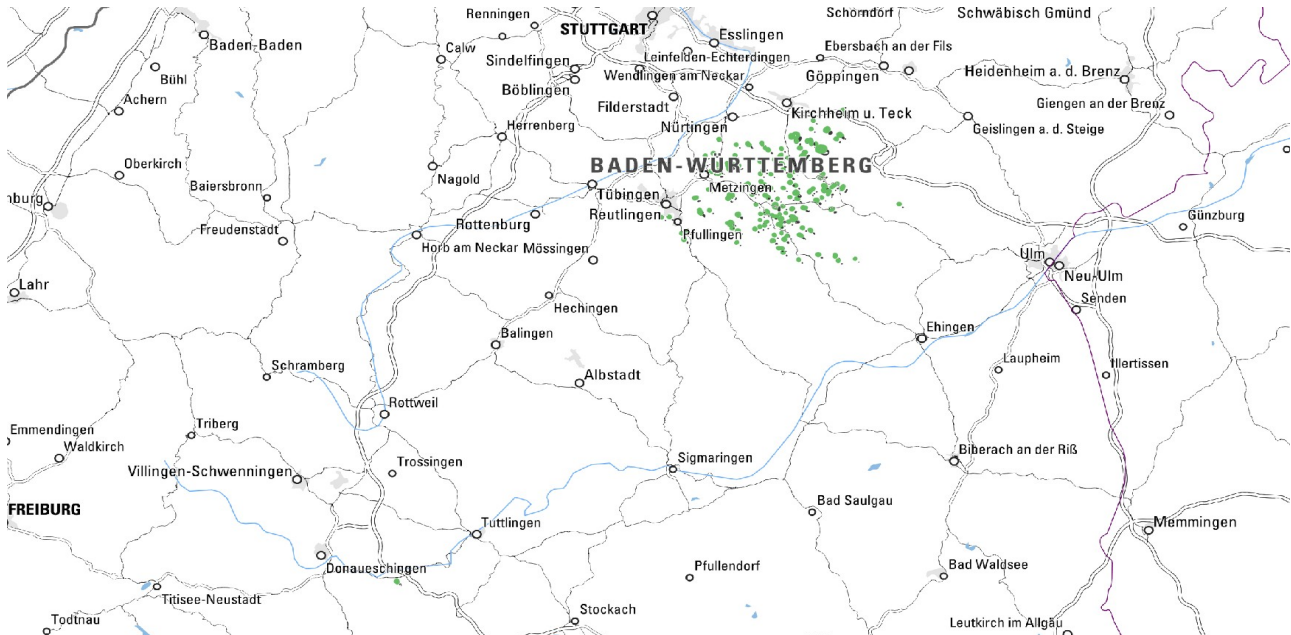 Renningen
STUTTGART
Schorndorf
Schwäbisch Gmünd
Baden-Baden
Calw
Esslingen
Ebersbach an der Fils
Sindelfingen
Leinfelden-Echterdingen
Bühl
Wendlingen am Neckar
Göppingen
Heidenheim a. d. Brenz
Böblingen
Achern
Filderstadt
Kirchheim u. Teck
Giengen an der Brenz
Herrenberg
Nürtingen
Geislingen a. d. Steige
Oberkirch
BADEN-WÜRTTEMBERG
Baiersbronn
Nagold
Metzingen
Tübingen
nburg
Reutlingen
Rottenburg
Günzburg
Freudenstadt
Pfullingen
Horb am Neckar
Mössingen
Ulm
Neu-Ulm
Lahr
Hechingen
Senden
Ehingen
Balingen
Laupheim
Schramberg
Albstadt
Illertissen
Rottweil
Emmendingen
Triberg
Waldkirch
Biberach an der Riß
Villingen-Schwenningen
Trossingen
Sigmaringen
Bad Saulgau
FREIBURG
Tuttlingen
Memmingen
Donaueschingen
Pfullendorf
Bad Waldsee
Titisee-Neustadt
Stockach
Todtnau
Leutkirch im Allgäu